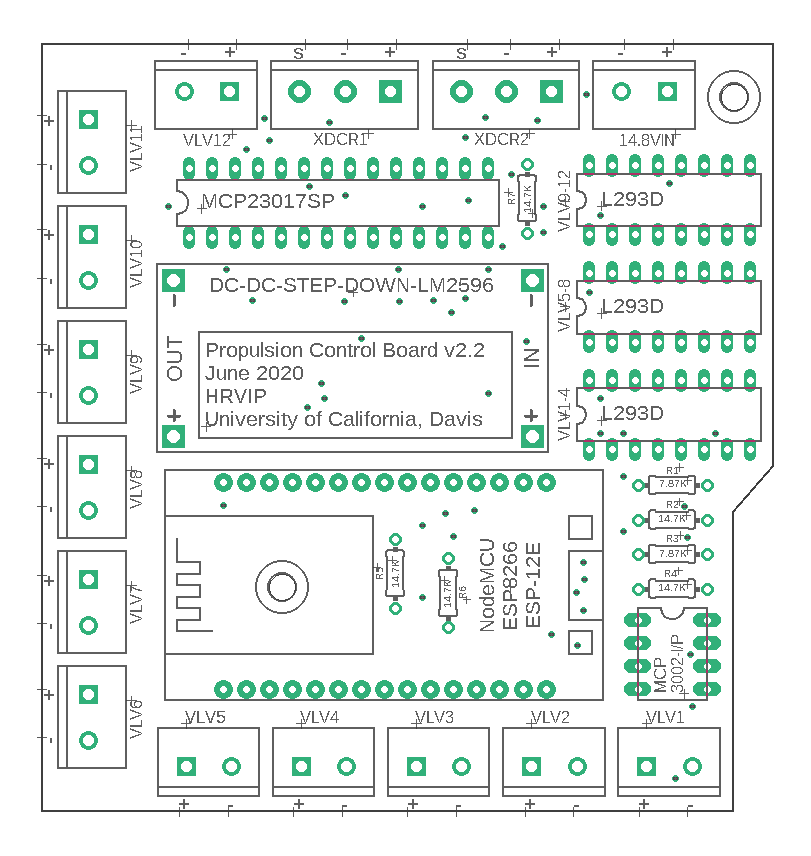 - + S - + S - + - +
VLV12 XDCR1 XDCR2 14.8VIN
+ - VLV11
MCP23017SP
R7 14.7K
VLV9-12 L293D
+ - VLV10
DC-DC-STEP-DOWN-LM2596
- -
OUT IN
+ +
Propulsion Control Board v2.2
June 2020
HRVIP
University of California, Davis
VLV5-8 L293D
+ - VLV9
VLV1-4 L293D
+ - VLV8
R1
7.87K
R2
14.7K
R3
7.87K
R4
14.7K
R5 14.7K
14.7K R6
NodeMCU
ESP8266
ESP-12E
+ - VLV7
MCP
3002-I/P
+ - VLV6
VLV5 VLV4 VLV3 VLV2 VLV1
+ - + - + - + - + -